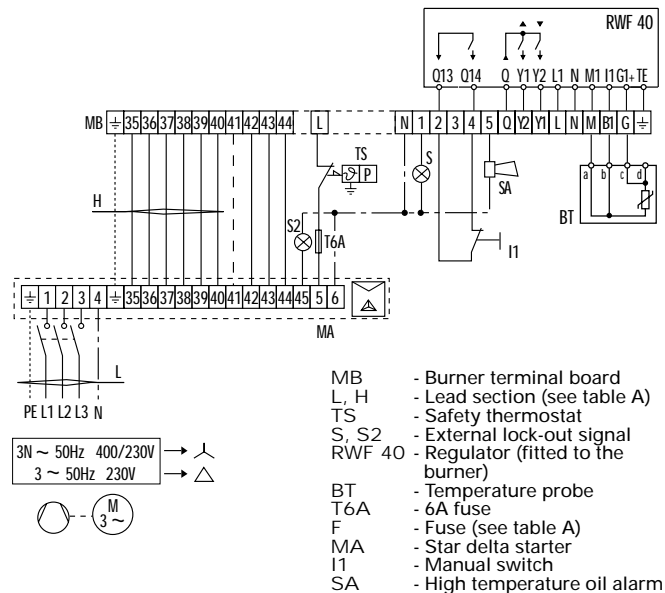 RWF 40
Q13 Q14 Q Y1 Y2 L1 N M1 I1 G1+ TE
MB 35 36 37 38 39 40 41 42 43 44 L N 1 2 3 4 5 Q Y2 Y1 L N M B1 G
TS
P
S
SA
a b c d
BT
H
S2
T6A
I1
1 2 3 4 35 36 37 38 39 40 41 42 43 44 45 5 6
MA
L
PE L1 L2 L3 N
3N ~ 50Hz 400/230V
3 ~ 50Hz 230V
M
3 ~
MB - Burner terminal board
L, H - Lead section (see table A)
TS - Safety thermostat
S, S2 - External lock-out signal
RWF 40 - Regulator (fitted to the
burner)
BT - Temperature probe
T6A - 6A fuse
F - Fuse (see table A)
MA - Star delta starter
I1 - Manual switch
SA - High temperature oil alarm